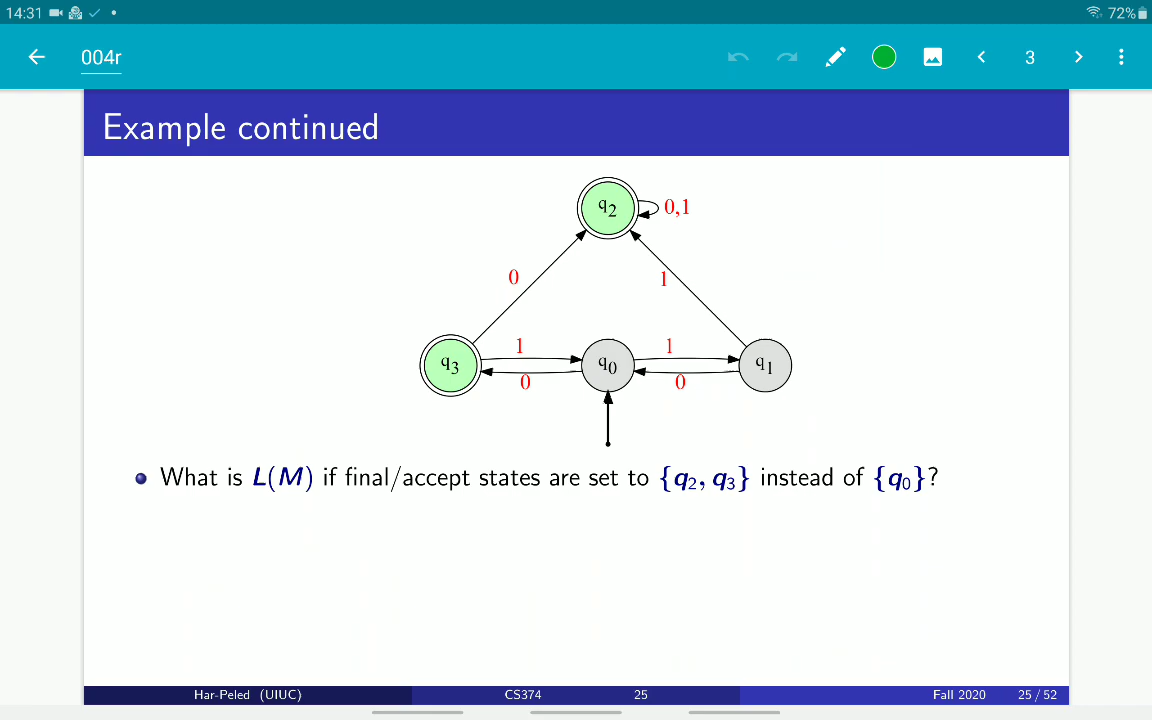 14:31 72%
004r 3
Example continued
q2 0,1
0 1
q3 1 q0 1 q1
0 0
What is L(M) if final/accept states are set to {q2, q3} instead of {q0}?
Har-Peled (UIUC) CS374 25 Fall 2020 25 / 52